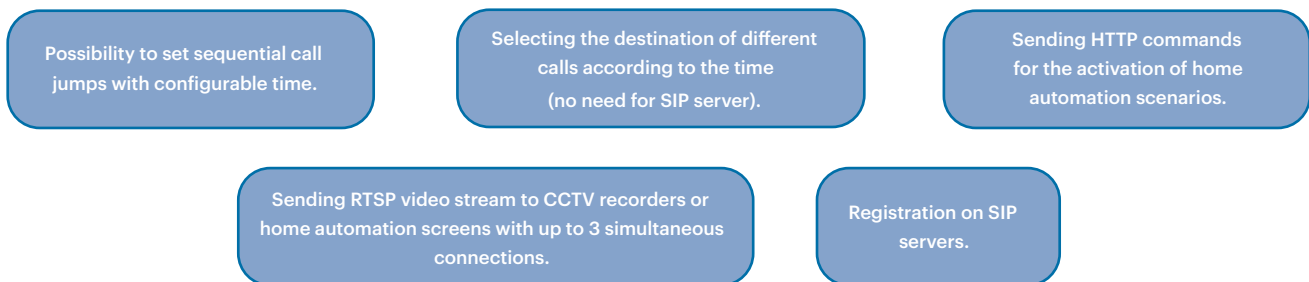 Possibility to set sequential call
jumps with configurable time.
Selecting the destination of different
calls according to the time
(no need for SIP server).
Sending HTTP commands
for the activation of home
automation scenarios.
Sending RTSP video stream to CCTV recorders or
home automation screens with up to 3 simultaneous
connections.
Registration on SIP
servers.